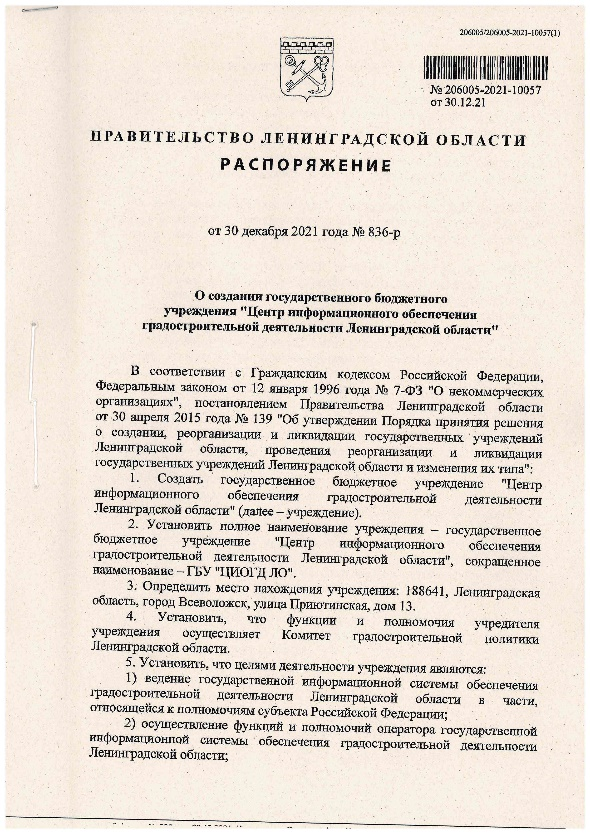 206005/206005-2021-10057(1)
№ 206005-2021-10057
от 30.12.21
ПРАВИТЕЛЬСТВО ЛЕНИНГРАДСКОЙ ОБЛАСТИ
РАСПОРЯЖЕНИЕ
от 30 декабря 2021 года № 836-р
О создании государственного бюджетного
учреждения "Центр информационного обеспечения
градостроительной деятельности Ленинградской области"
В соответствии с Гражданским кодексом Российской Федерации,
Федеральным законом от 12 января 1996 года № 7-ФЗ "О некоммерческих
организациях", постановлением Правительства Ленинградской области
от 30 апреля 2015 года № 139 "Об утверждении Порядка принятия решения
о создании, реорганизации и ликвидации государственных учреждений
Ленинградской области, проведения реорганизации и ликвидации
государственных учреждений Ленинградской области и изменения их типа":
1. Создать государственное бюджетное учреждение "Центр
информационного обеспечения градостроительной деятельности
Ленинградской области" (далее – учреждение).
2. Установить полное наименование учреждения – государственное
бюджетное учреждение "Центр информационного обеспечения
градостроительной деятельности Ленинградской области", сокращенное
наименование – ГБУ "ЦИОГД ЛО".
3. Определить место нахождения учреждения: 188641, Ленинградская
область, город Всеволожск, улица Приютинская, дом 13.
4. Установить, что функции и полномочия учредителя
учреждения осуществляет Комитет градостроительной политики
Ленинградской области.
5. Установить, что целями деятельности учреждения являются:
1) ведение государственной информационной системы обеспечения
градостроительной деятельности Ленинградской области в части,
относящейся к полномочиям субъекта Российской Федерации;
2) осуществление функций и полномочий оператора государственной
информационной системы обеспечения градостроительной деятельности
Ленинградской области;